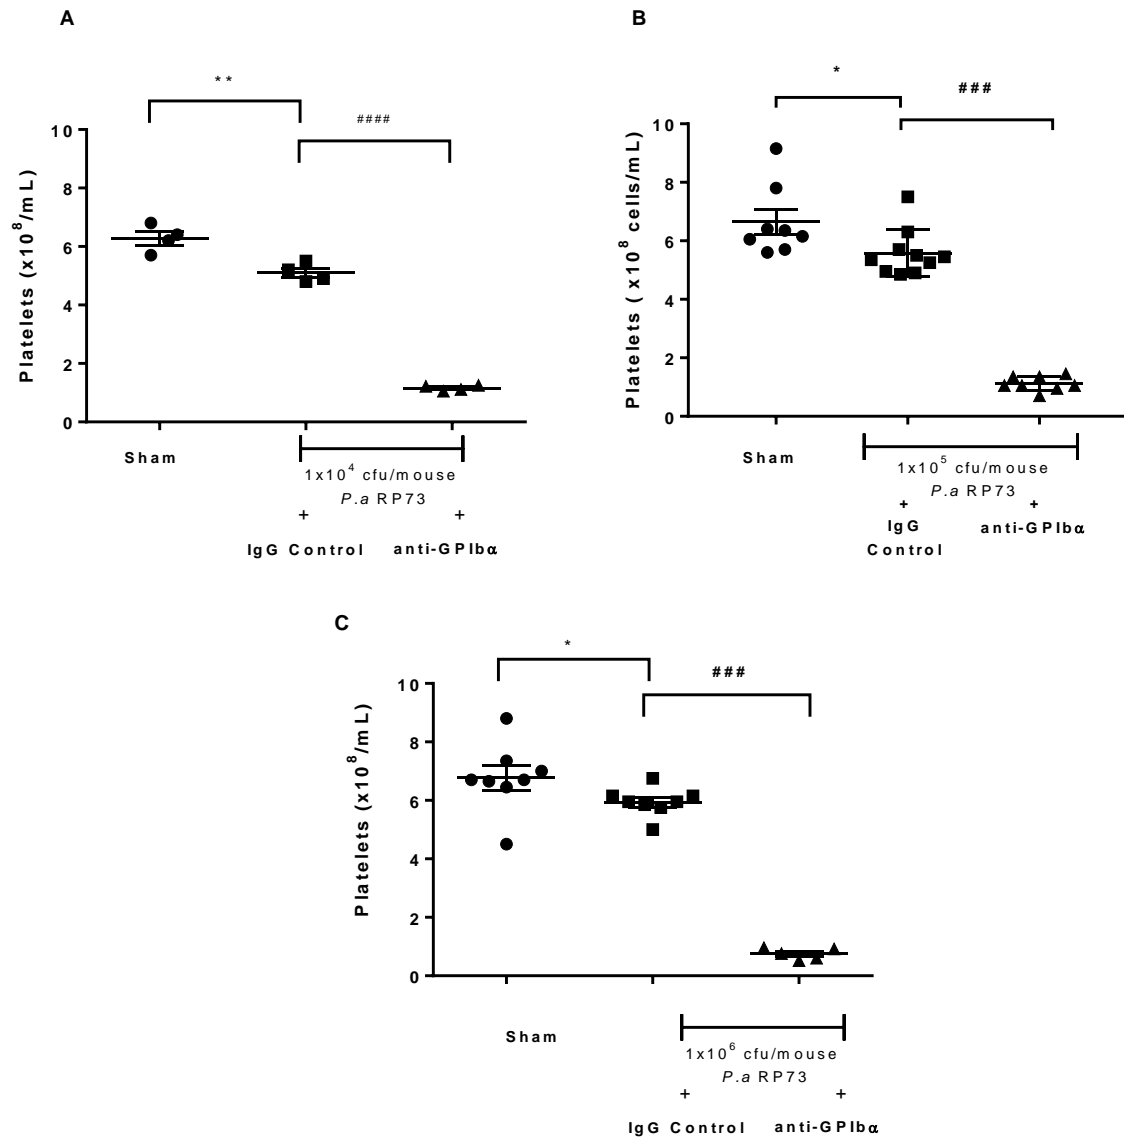 A
* *
####
10
8
6
4
2
0
Platelets (x10⁸/mL)
Sham
1x10⁴ cfu/mouse
P.a RP73
+ +
IgG Control anti-GPIbα
B
*
###
10
8
6
4
2
0
Platelets ( x10⁸ cells/mL)
Sham
1x10⁵ cfu/mouse
P.a RP73
+ +
IgG anti-GPIbα
Control
C
*
###
10
8
6
4
2
0
Platelets (x10⁸/mL)
Sham
1x10⁶ cfu/mouse
P.a RP73
+ +
IgG Control anti-GPIbα